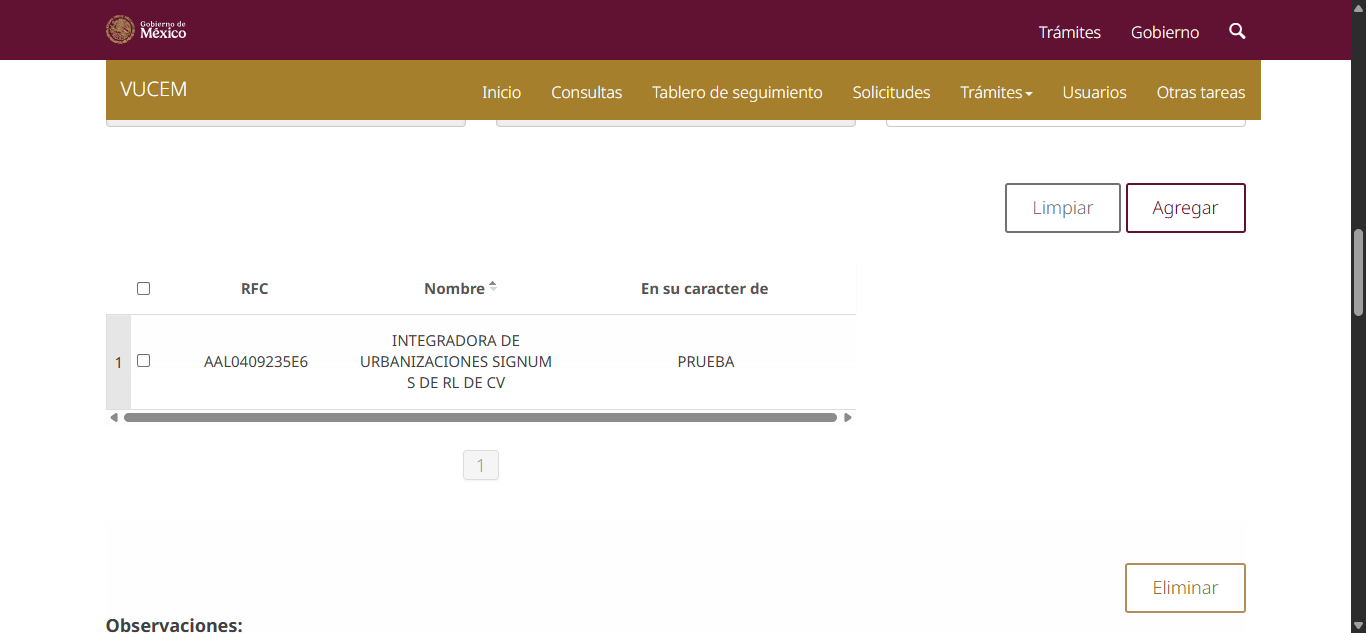 Gobierno de
México
Trámites
Gobierno
VUCEM
Inicio
Consultas
Tablero de seguimiento
Solicitudes
Trámites
Usuarios
Otras tareas
Limpiar
Agregar
RFC
Nombre
En su caracter de
1
AAL0409235E6
INTEGRADORA DE
URBANIZACIONES SIGNUM
S DE RL DE CV
PRUEBA
1
Eliminar
Observaciones: